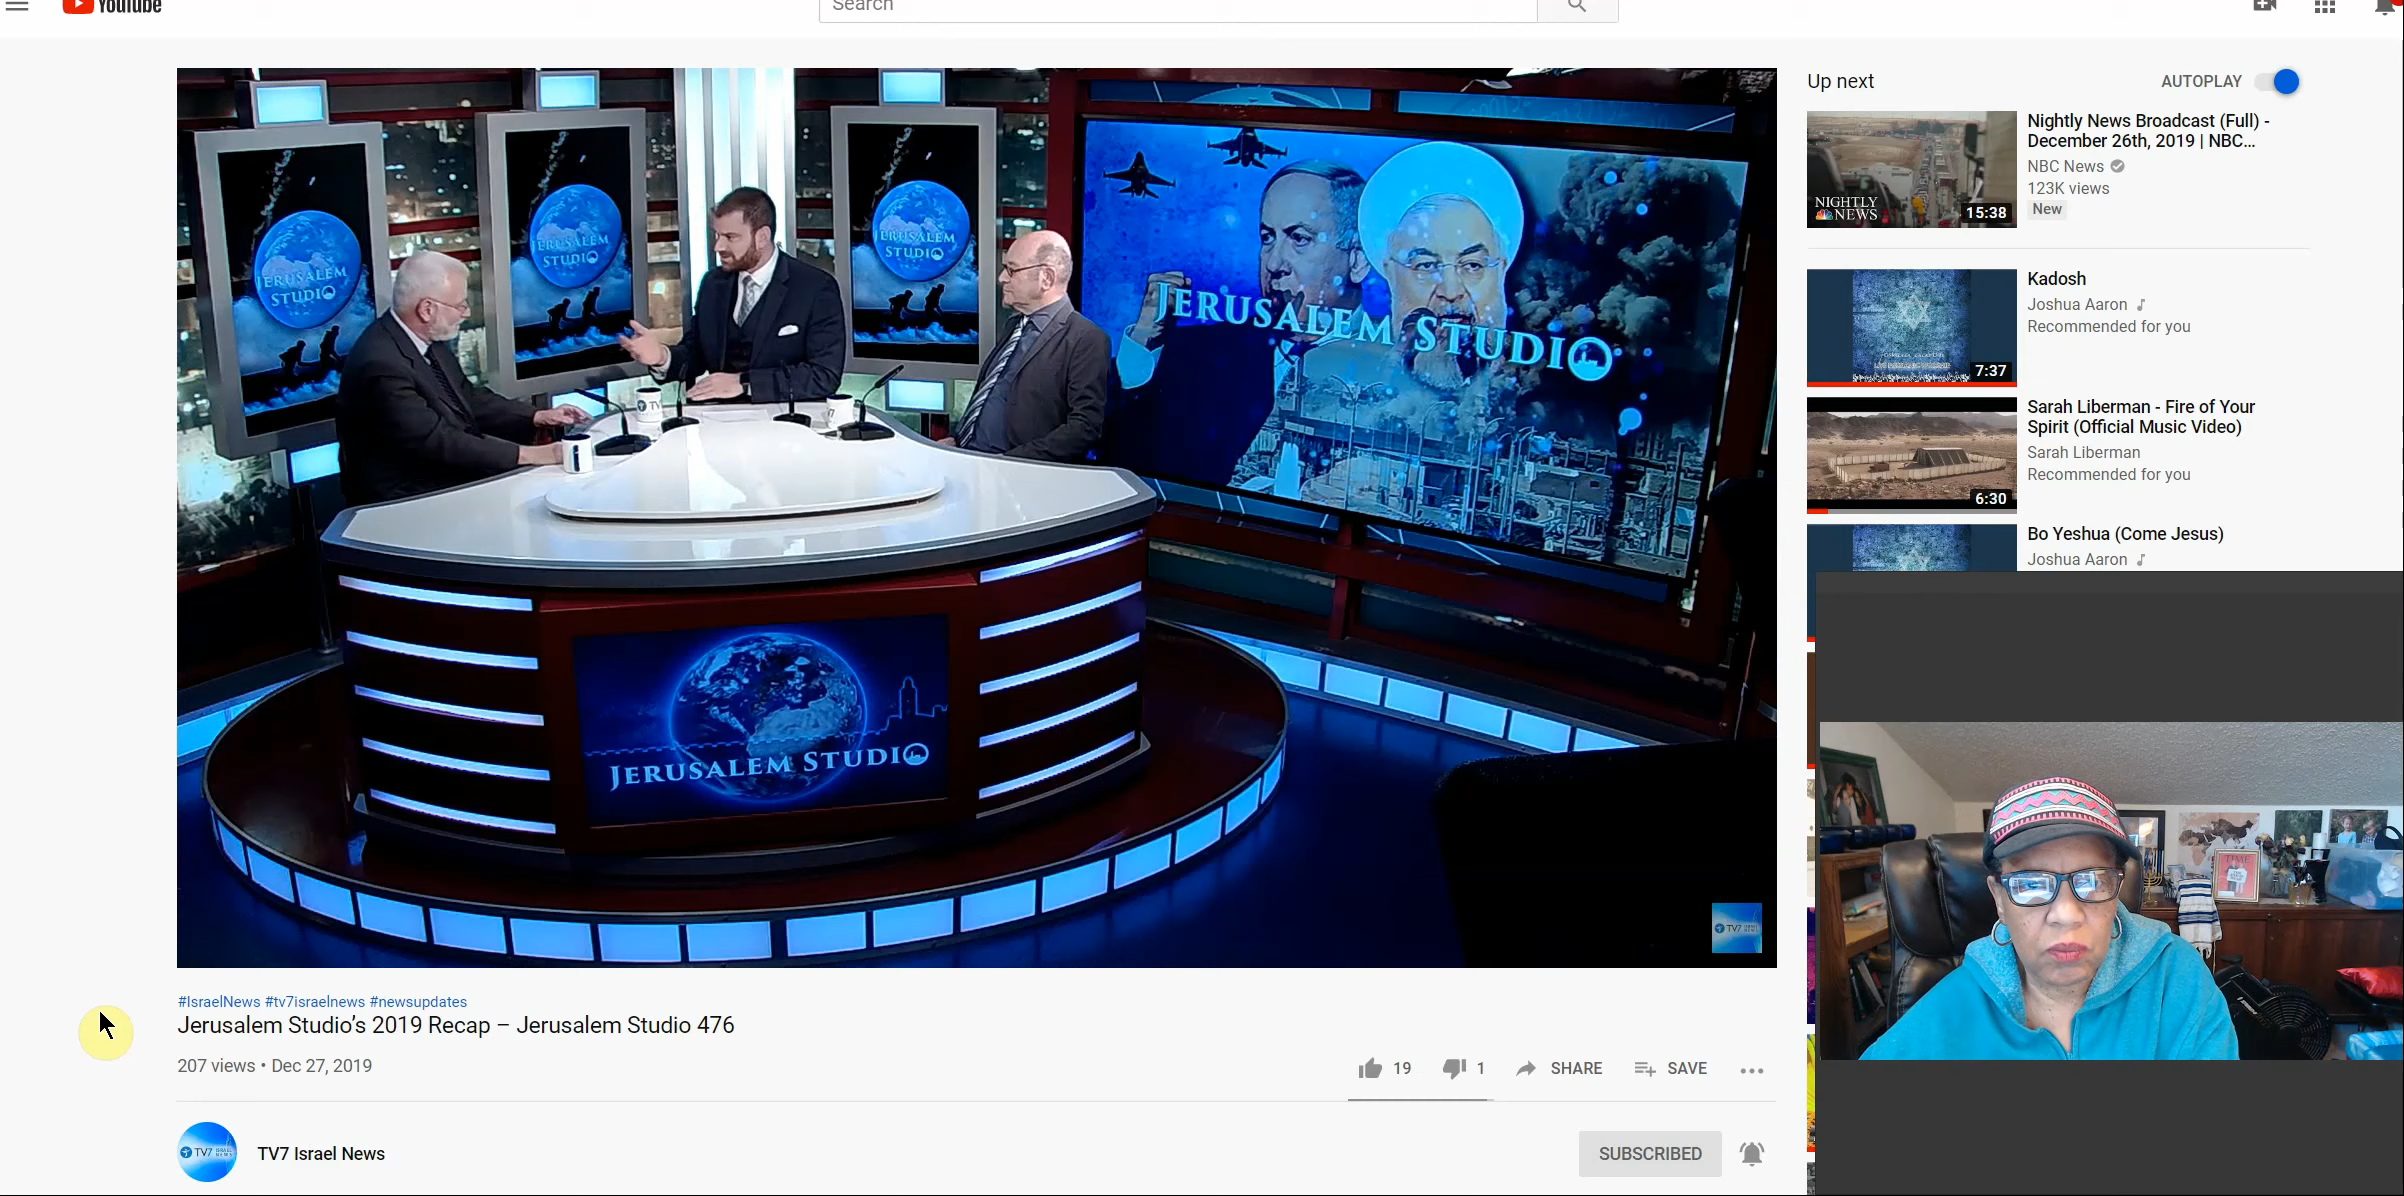 YouTube
Search
JERUSALEM
STUDIO
JERUSALEM
STUDIO
JERUSALEM
STUDIO
JERUSALEM STUDIO
JERUSALEM STUDIO
TV7
#IsraelNews #tv7israelnews #newsupdates
Jerusalem Studio’s 2019 Recap – Jerusalem Studio 476
207 views • Dec 27, 2019
19
1
SHARE
SAVE
TV7
TV7 Israel News
SUBSCRIBED
Up next
AUTOPLAY
NIGHTLY
NEWS
15:38
Nightly News Broadcast (Full) -
December 26th, 2019 | NBC...
NBC News
123K views
New
7:37
Kadosh
Joshua Aaron
Recommended for you
6:30
Sarah Liberman - Fire of Your
Spirit (Official Music Video)
Sarah Liberman
Recommended for you
Bo Yeshua (Come Jesus)
Joshua Aaron
TIME